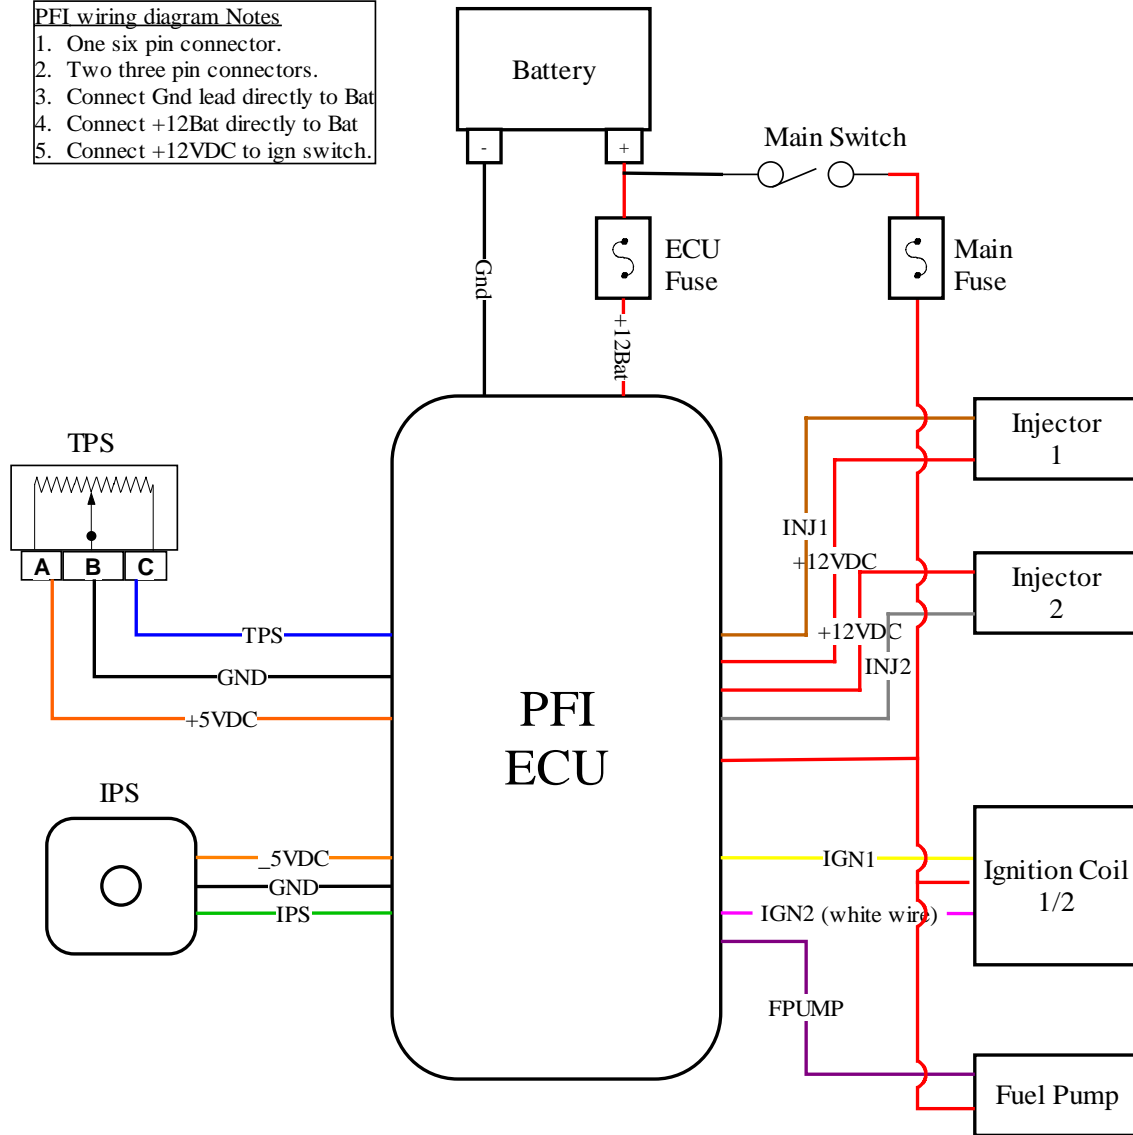 PFI wiring diagram Notes
1. One six pin connector.
2. Two three pin connectors.
3. Connect Gnd lead directly to Bat
4. Connect +12Bat directly to Bat
5. Connect +12VDC to ign switch.
Battery
-
+
Main Switch
ECU
Fuse
Main
Fuse
Gnd
+12Bat
TPS
A B C
TPS
GND
+5VDC
IPS
_5VDC
GND
IPS
PFI
ECU
INJ1
+12VDC
+12VDC
INJ2
Injector
1
Injector
2
IGN1
IGN2 (white wire)
Ignition Coil
1/2
FPUMP
Fuel Pump